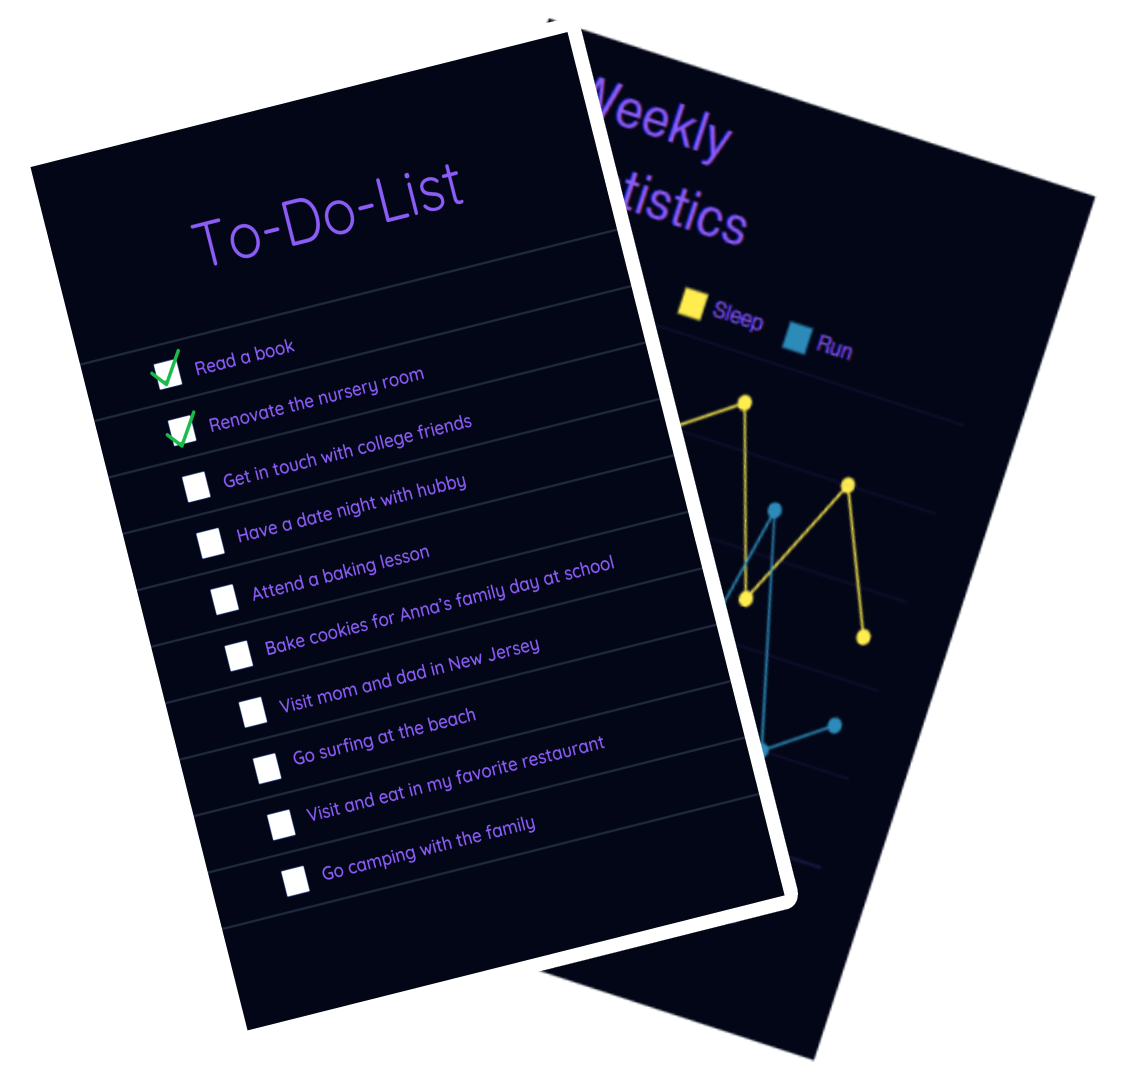 To-Do-List
Read a book
Renovate the nursery room
Get in touch with college friends
Have a date night with hubby
Attend a baking lesson
Bake cookies for Anna’s family day at school
Visit mom and dad in New Jersey
Go surfing at the beach
Visit and eat in my favorite restaurant
Go camping with the family
Weekly
tistics
Sleep
Run